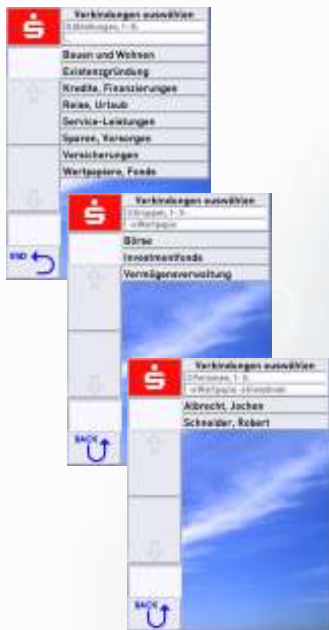 Verbindungen auswählen
Bauen und Wohnen
Existenzgründung
Kredite, Finanzierungen
Reise, Urlaub
Service-Leistungen
Sparen, Vorsorgen
Versicherungen
Wertpapiere, Fonds
END
Verbindungen auswählen
Börse
Investmentfonds
Vermögensverwaltung
BACK
Verbindungen auswählen
Albrecht, Jochen
Schneider, Robert
BACK